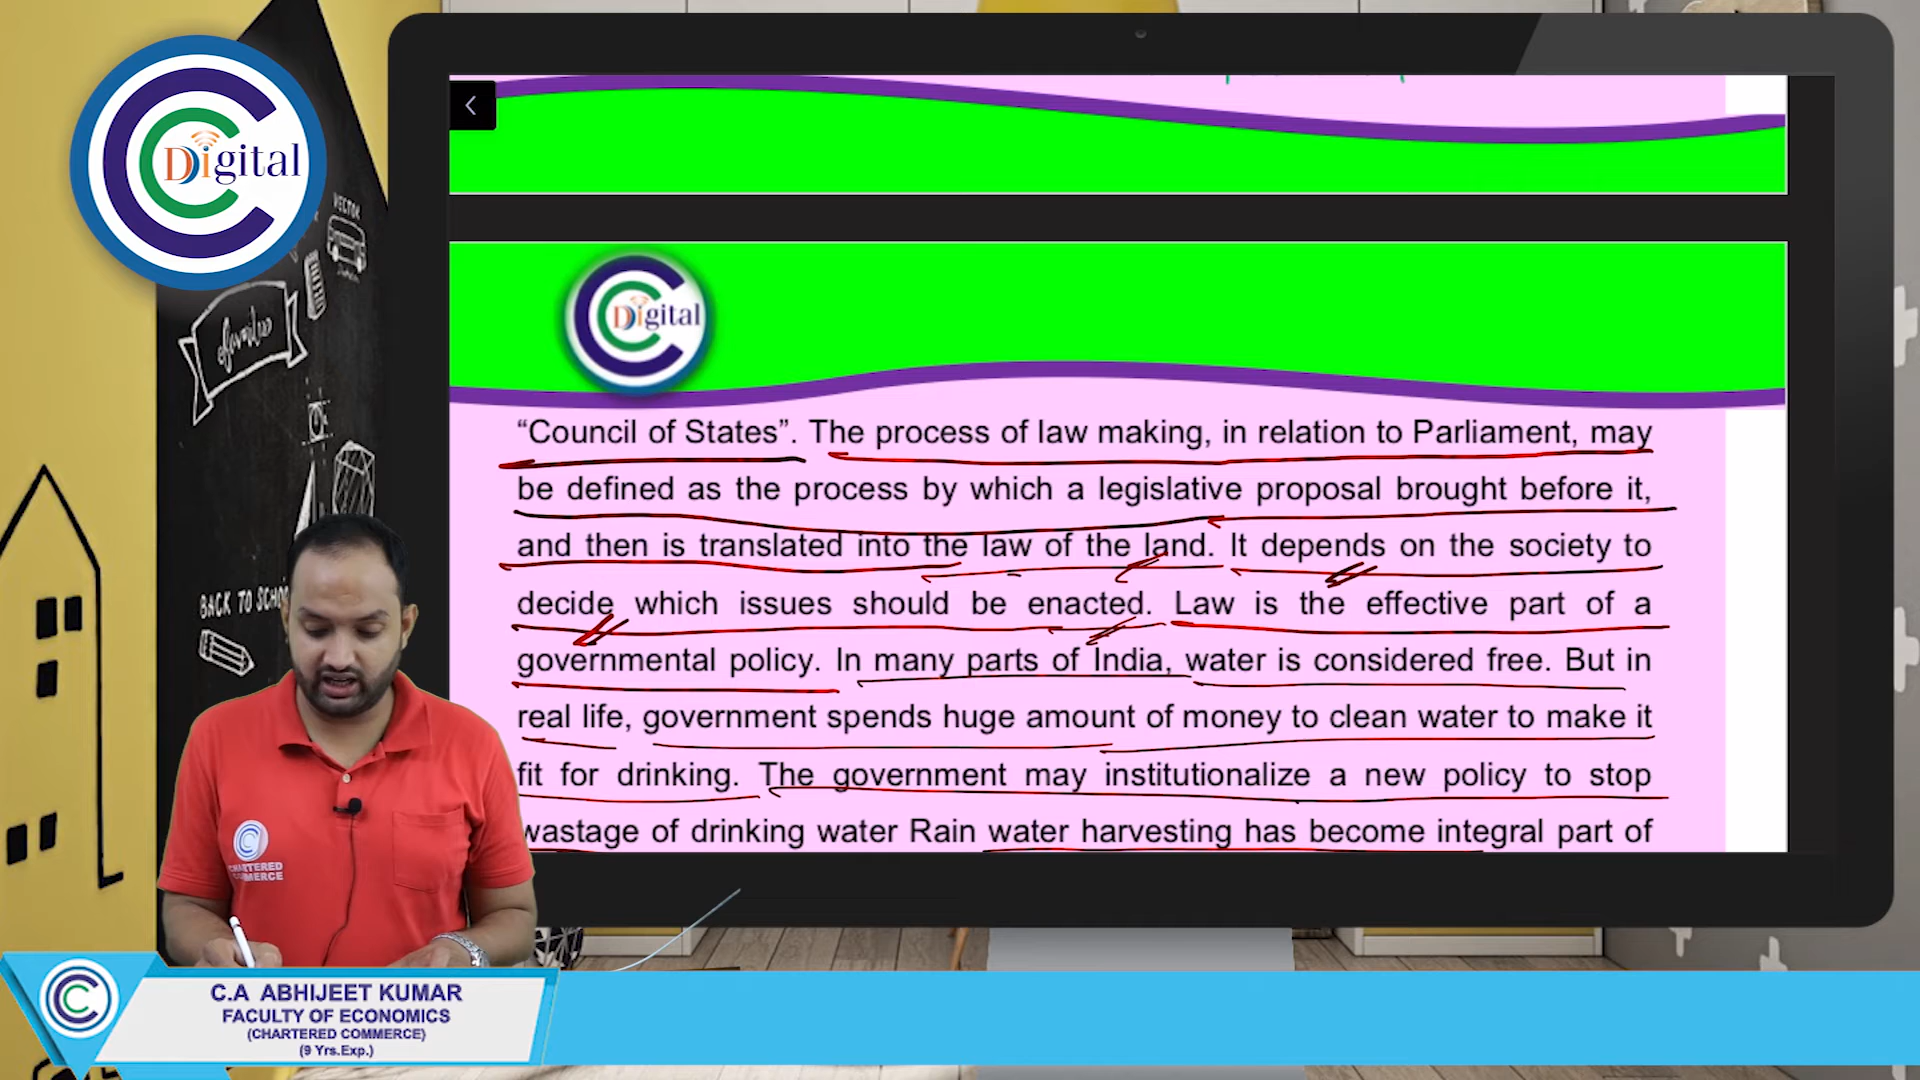 Digital
VECTOR
BACK TO SCHOO
Digital
“Council of States”. The process of law making, in relation to Parliament, may
be defined as the process by which a legislative proposal brought before it,
and then is translated into the law of the land. It depends on the society to
decide which issues should be enacted. Law is the effective part of a
governmental policy. In many parts of India, water is considered free. But in
real life, government spends huge amount of money to clean water to make it
fit for drinking. The government may institutionalize a new policy to stop
wastage of drinking water Rain water harvesting has become integral part of
CHARTERED
COMMERCE
C.A ABHIJEET KUMAR
FACULTY OF ECONOMICS
(CHARTERED COMMERCE)
(9 Yrs.Exp.)